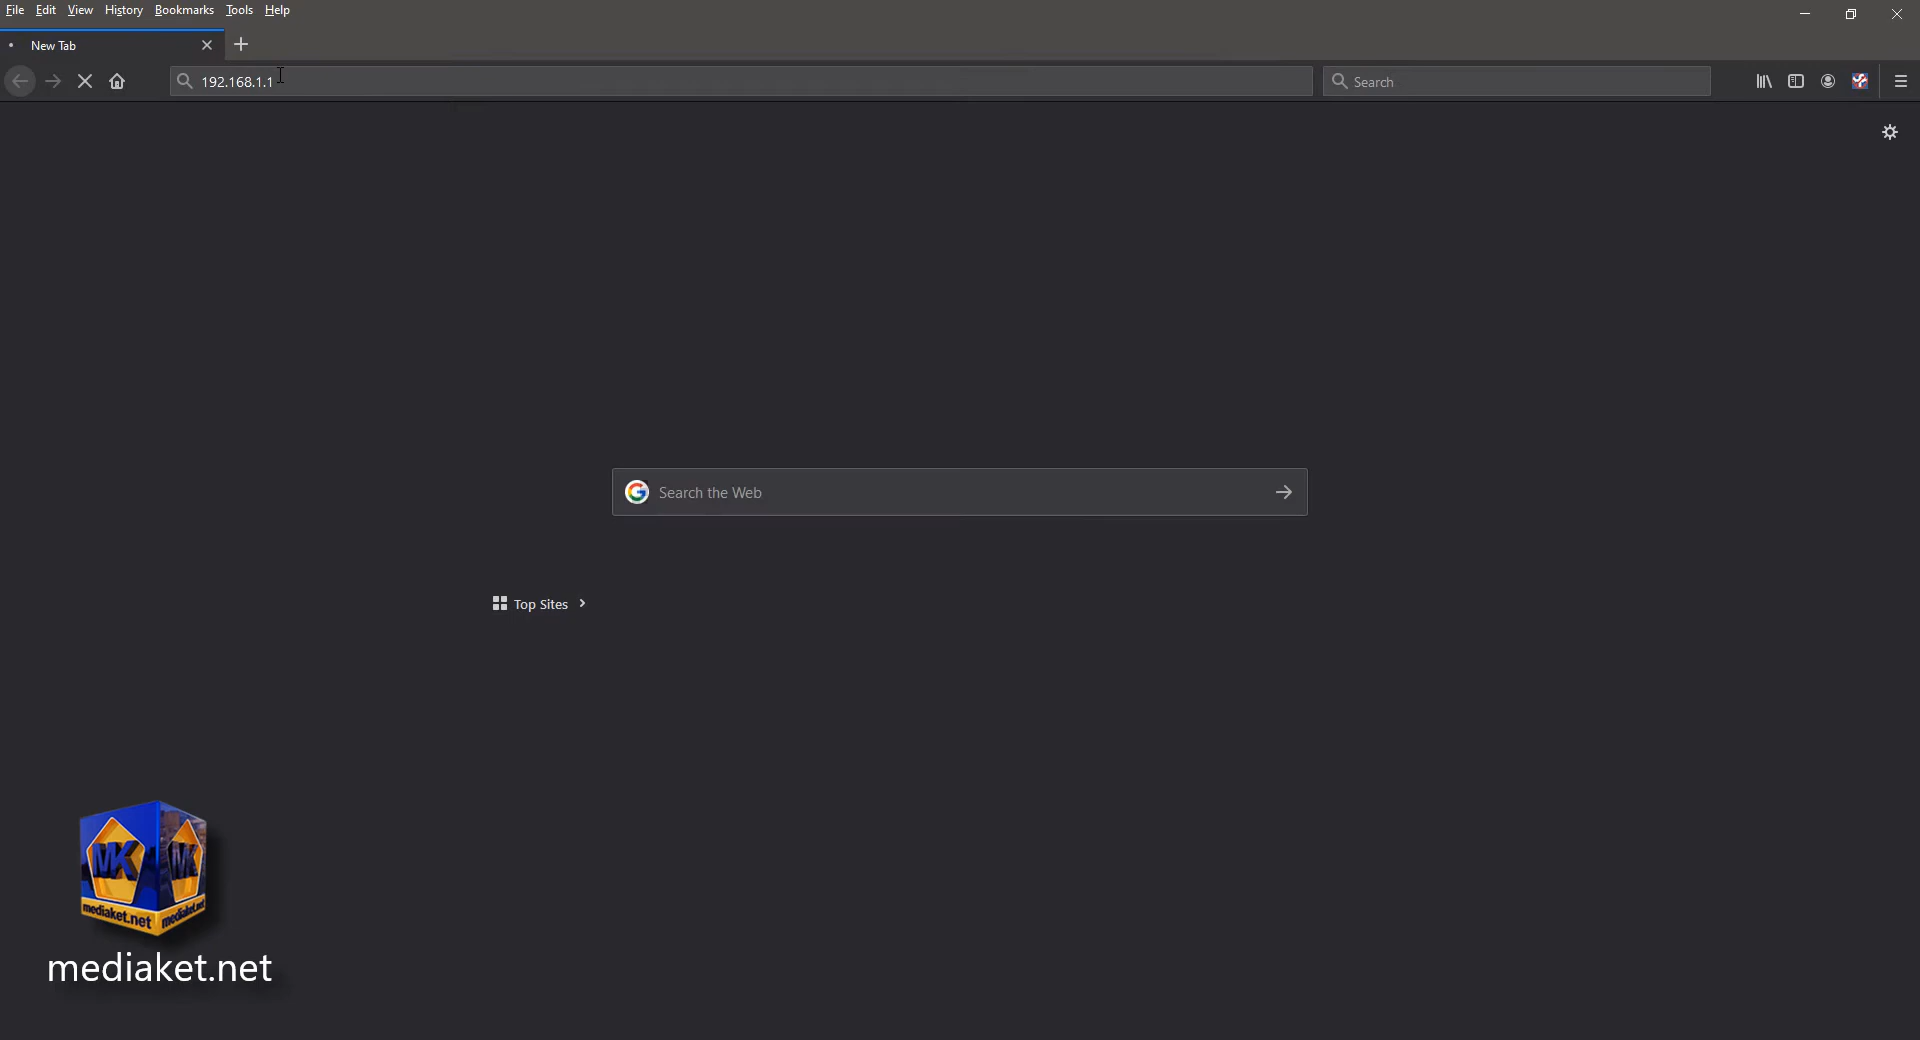 File Edit View History Bookmarks Tools Help
New Tab
192.168.1.1
Search
Search the Web
Top Sites
MK MK
mediaket.net mediaket.net
mediaket.net